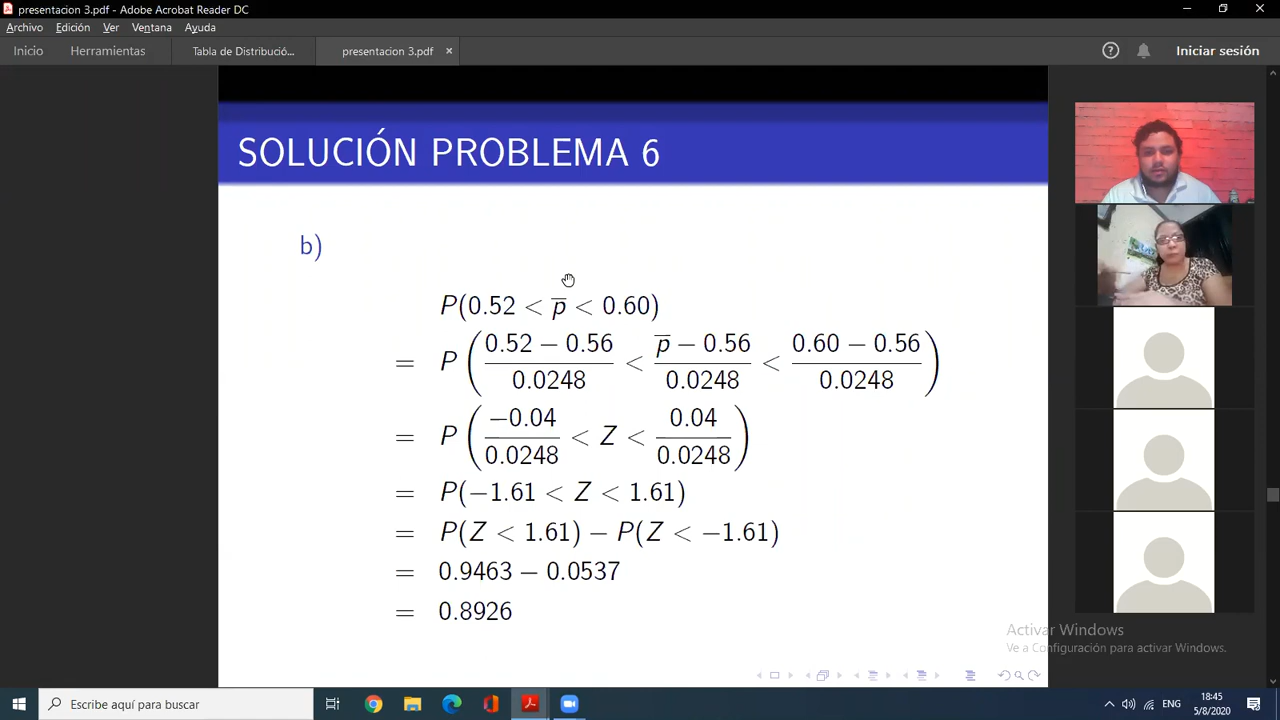 presentacion 3.pdf - Adobe Acrobat Reader DC
Archivo Edición Ver Ventana Ayuda
Inicio Herramientas Tabla de Distribució... presentacion 3.pdf × Iniciar sesión
SOLUCIÓN PROBLEMA 6
b)
P(0.52 < p̅ < 0.60)
= P((0.52 − 0.56)/0.0248 < (p̅ − 0.56)/0.0248 < (0.60 − 0.56)/0.0248)
= P(−0.04/0.0248 < Z < 0.04/0.0248)
= P(−1.61 < Z < 1.61)
= P(Z < 1.61) − P(Z < −1.61)
= 0.9463 − 0.0537
= 0.8926
Activar Windows
Ve a Configuración para activar Windows.
Escribe aquí para buscar
ENG
18:45
5/8/2020